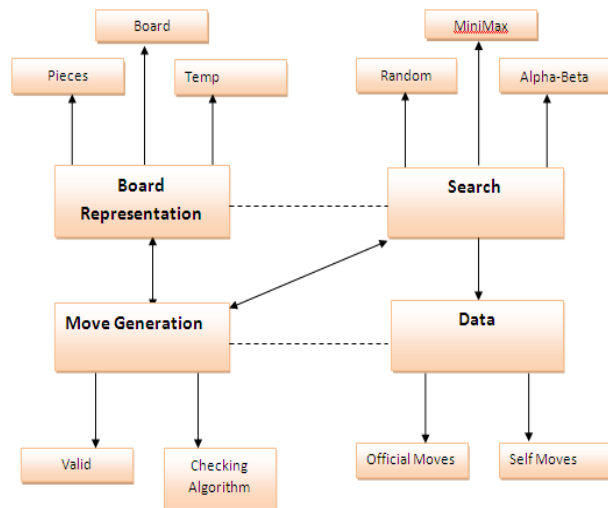 Board
MiniMax
Pieces
Temp
Random
Alpha-Beta
Board
Representation
Search
Move Generation
Data
Valid
Checking
Algorithm
Official Moves
Self Moves